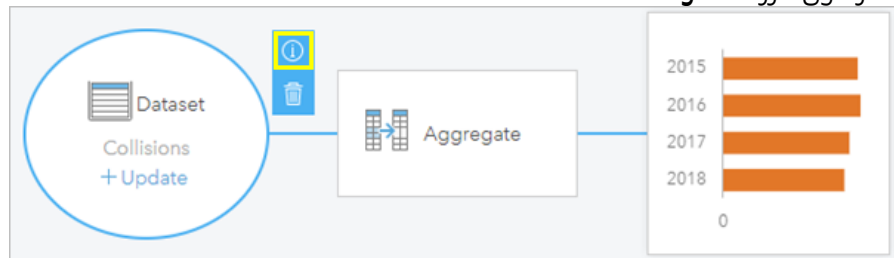 Dataset
Collisions
+ Update
Aggregate
2015
2016
2017
2018
0